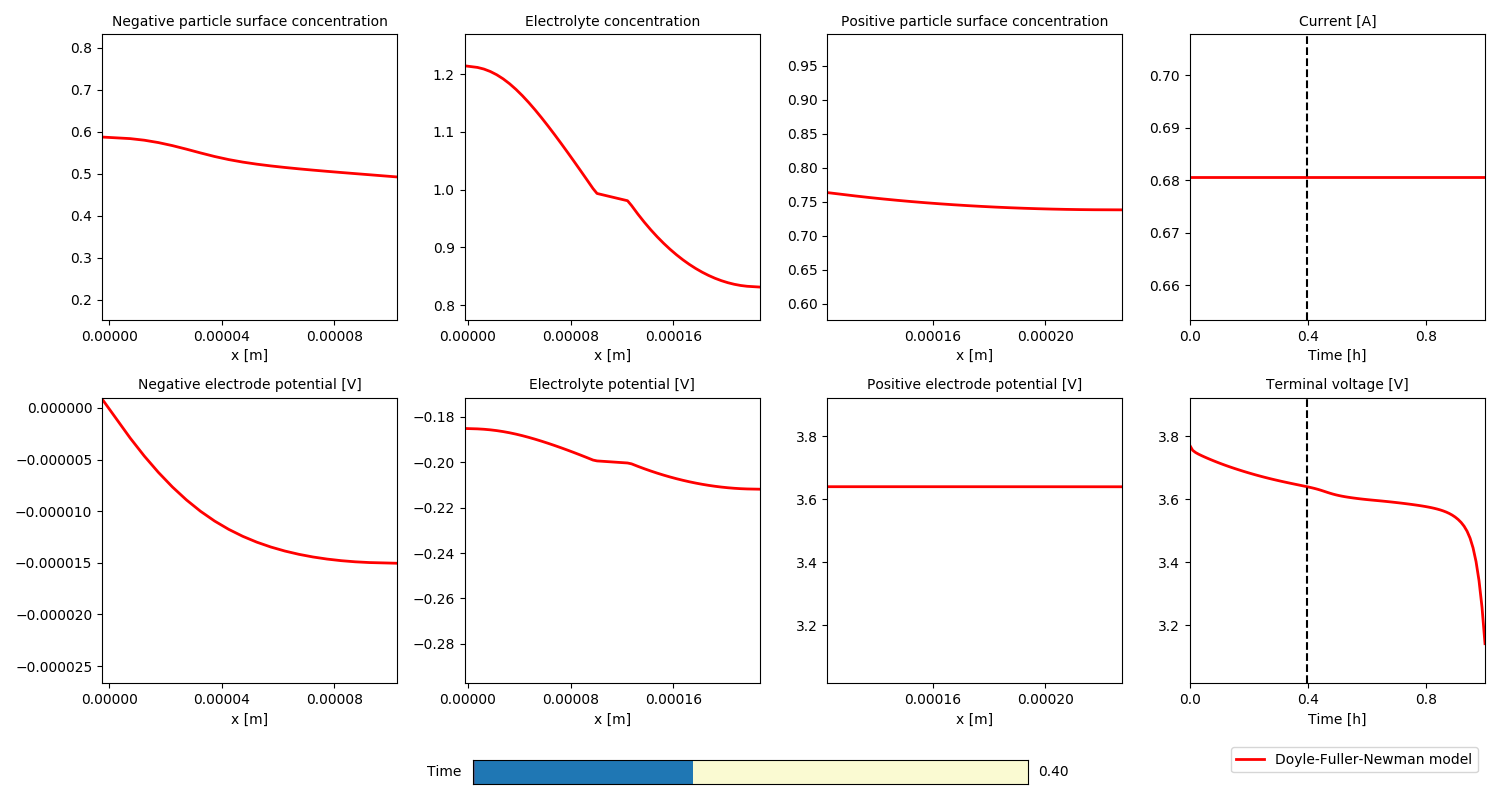 Negative particle surface concentration
0.8
0.7
0.6
0.5
0.4
0.3
0.2
0.00000 0.00004 0.00008
x [m]
Electrolyte concentration
1.2
1.1
1.0
0.9
0.8
0.00000 0.00008 0.00016
x [m]
Positive particle surface concentration
0.95
0.90
0.85
0.80
0.75
0.70
0.65
0.60
0.00016 0.00020
x [m]
Current [A]
0.70
0.69
0.68
0.67
0.66
0.0 0.4 0.8
Time [h]
Negative electrode potential [V]
0.000000
−0.000005
−0.000010
−0.000015
−0.000020
−0.000025
0.00000 0.00004 0.00008
x [m]
Electrolyte potential [V]
−0.18
−0.20
−0.22
−0.24
−0.26
−0.28
0.00000 0.00008 0.00016
x [m]
Positive electrode potential [V]
3.8
3.6
3.4
3.2
0.00016 0.00020
x [m]
Terminal voltage [V]
3.8
3.6
3.4
3.2
0.0 0.4 0.8
Time [h]
Time 0.40
Doyle-Fuller-Newman model